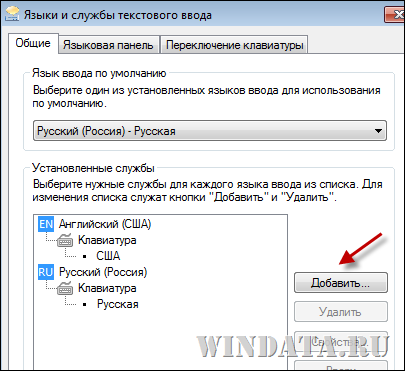 Языки и службы текстового ввода
Общие
Языковая панель
Переключение клавиатуры
Язык ввода по умолчанию
Выберите один из установленных языков ввода для использования
по умолчанию.
Русский (Россия) - Русская
Установленные службы
Выберите нужные службы для каждого языка ввода из списка. Для
изменения списка служат кнопки "Добавить" и "Удалить".
EN Английский (США)
Клавиатура
США
RU Русский (Россия)
Клавиатура
Русская
Добавить...
Удалить
Свойства...
WINDATA.RU